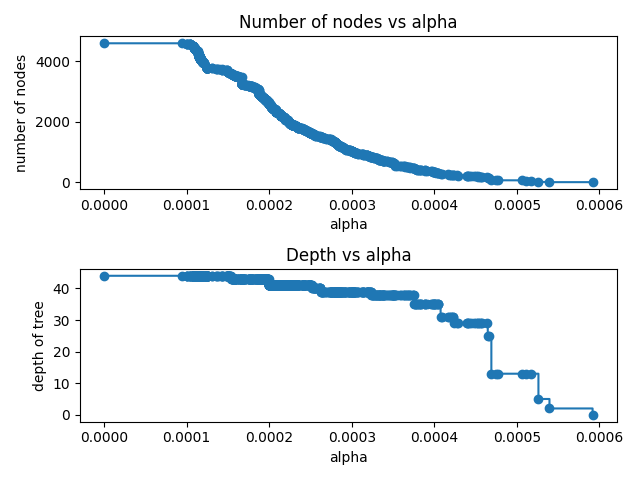 Number of nodes vs alpha
number of nodes
4000
2000
0
0.0000 0.0001 0.0002 0.0003 0.0004 0.0005 0.0006
alpha
Depth vs alpha
depth of tree
40
30
20
10
0
0.0000 0.0001 0.0002 0.0003 0.0004 0.0005 0.0006
alpha